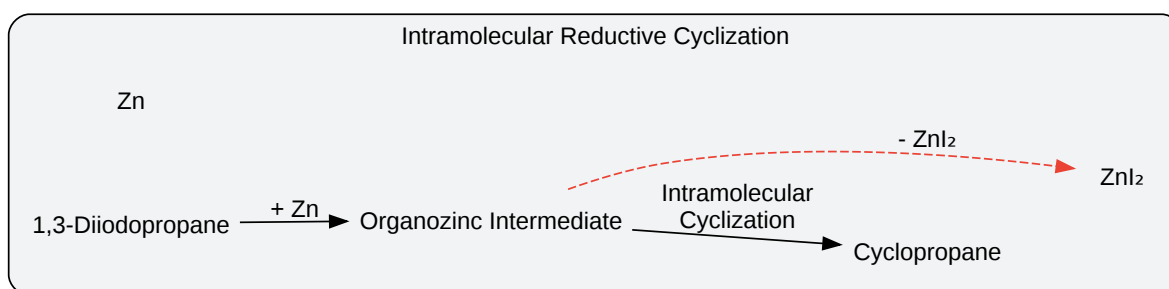 Intramolecular Reductive Cyclization
Zn
- ZnI₂
ZnI₂
1,3-Diiodopropane
+ Zn
Organozinc Intermediate
Intramolecular
Cyclization
Cyclopropane